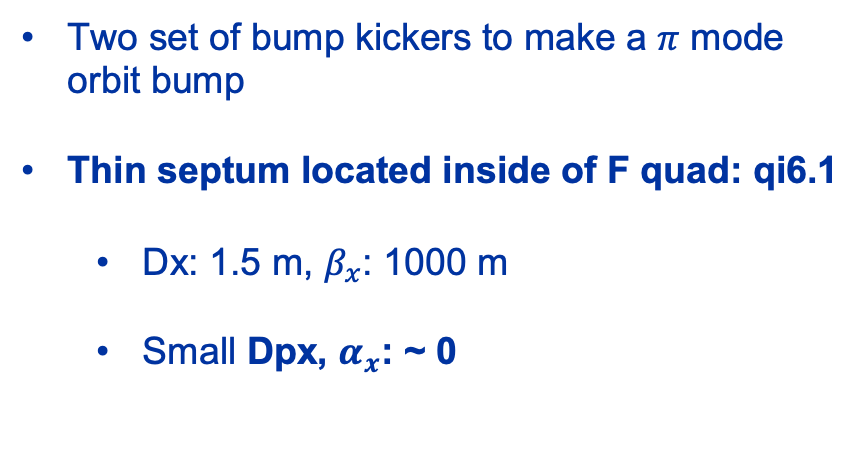 • Two set of bump kickers to make a π mode
orbit bump
• Thin septum located inside of F quad: qi6.1
• Dx: 1.5 m, βₓ: 1000 m
• Small Dpx, αₓ: ~ 0